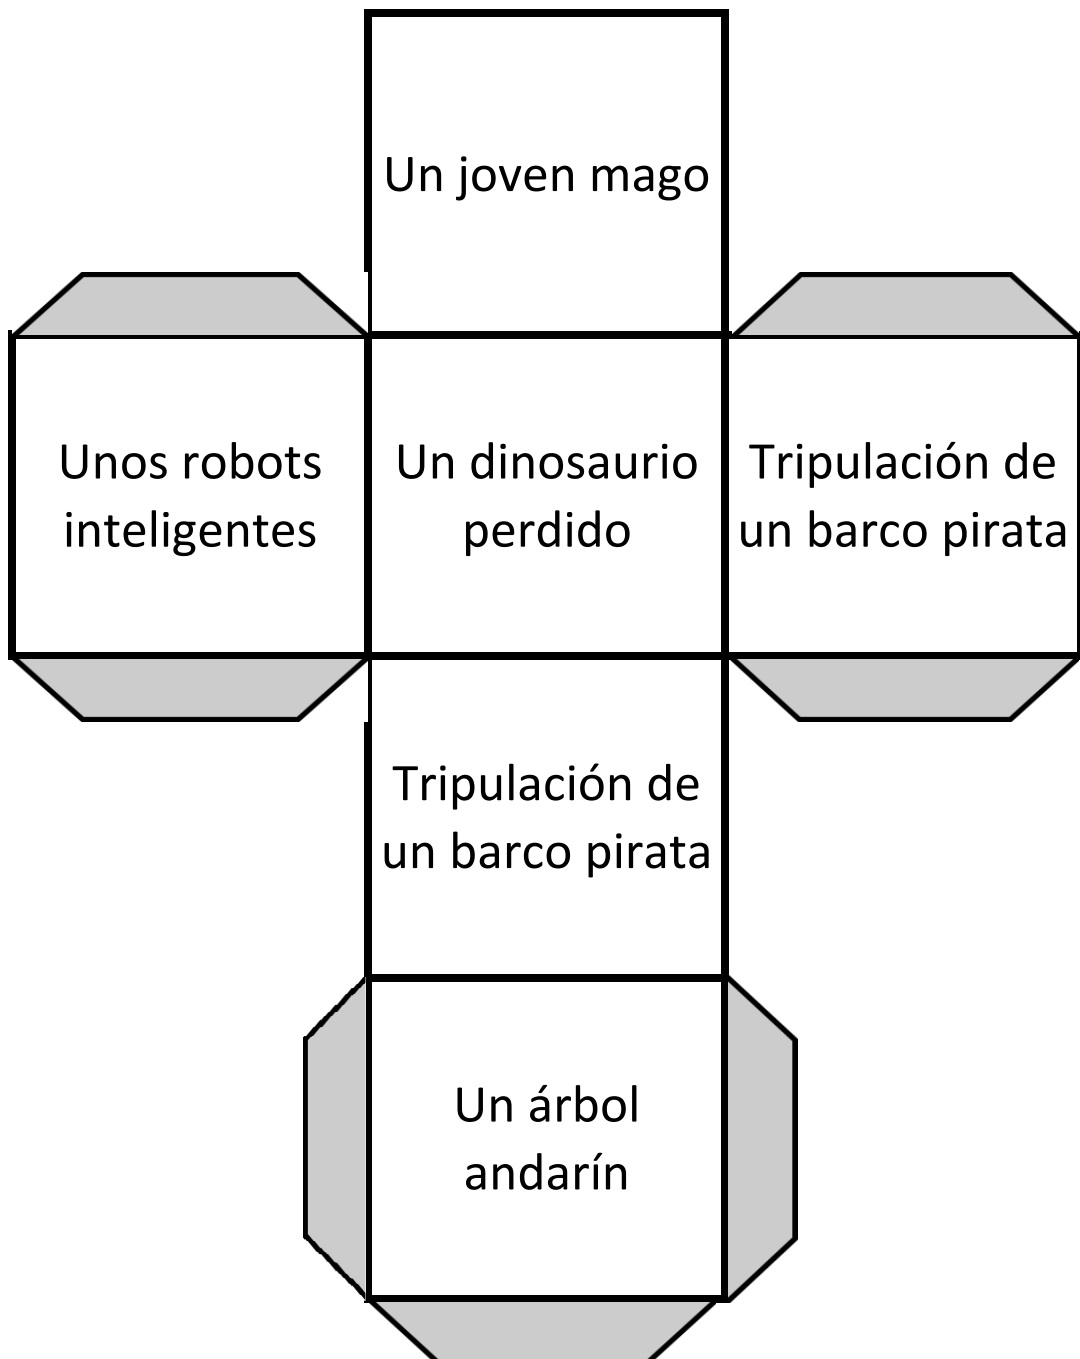 Un joven mago
Unos robots
inteligentes
Un dinosaurio
perdido
Tripulación de
un barco pirata
Tripulación de
un barco pirata
Un árbol
andarín